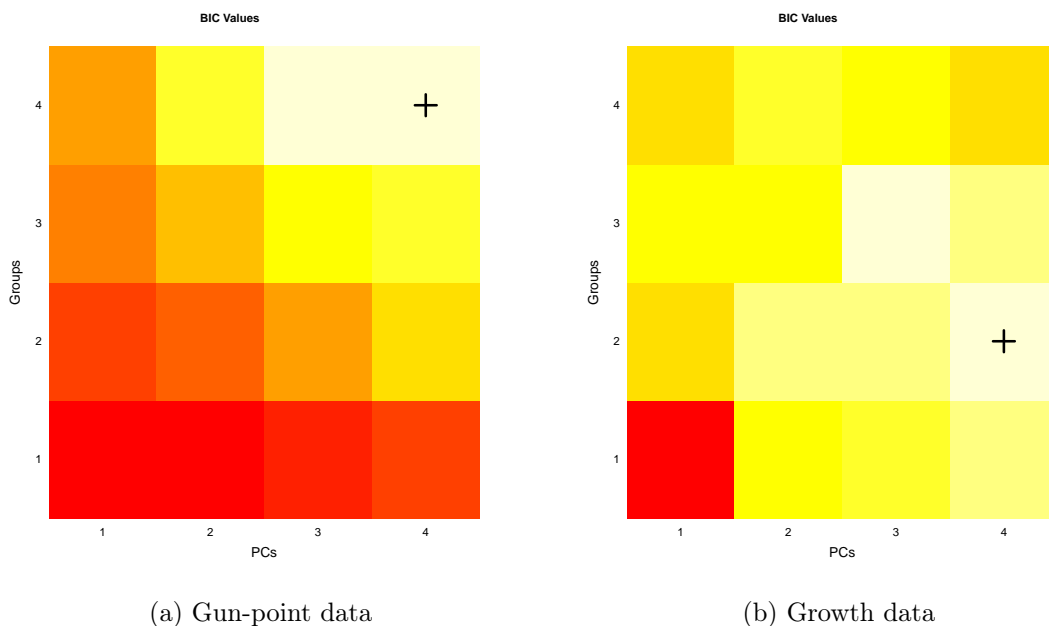 BIC Values
4
3
2
1
Groups
1 2 3 4
PCs
(a) Gun-point data
BIC Values
4
3
2
1
Groups
1 2 3 4
PCs
(b) Growth data